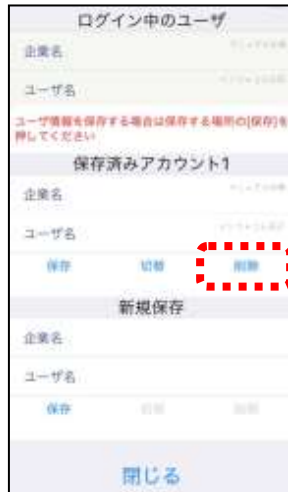 ログイン中のユーザ
企業名
ユーザ名
ユーザ情報を保存する場合は保存する場所の[保存]を
押してください
保存済みアカウント1
企業名
ユーザ名
保存 切替 削除
新規保存
企業名
ユーザ名
保存 切替 削除
閉じる